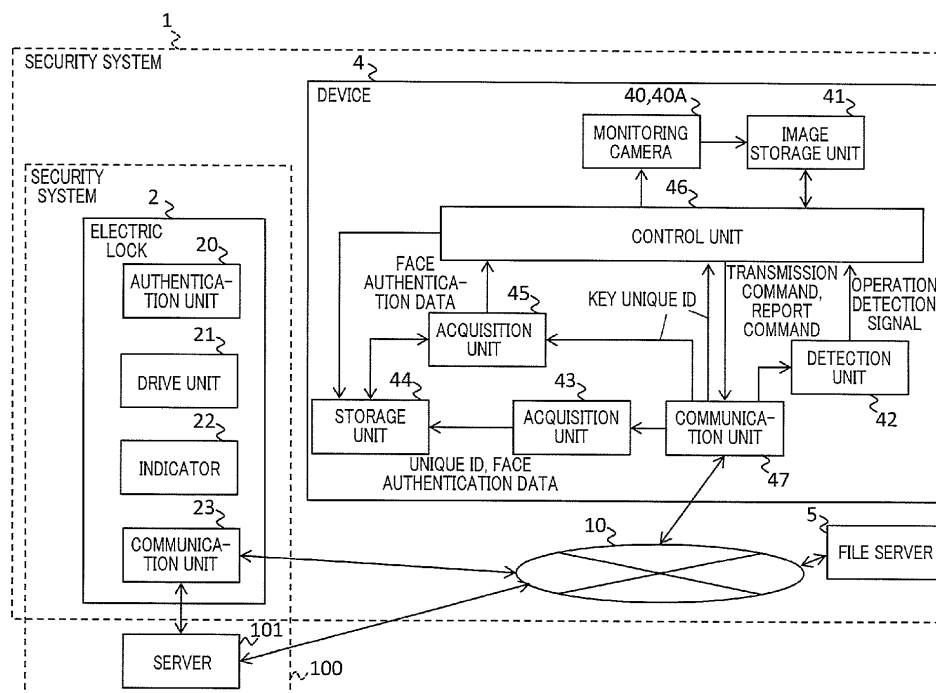 1
SECURITY SYSTEM
4
DEVICE
40,40A
MONITORING
CAMERA
41
IMAGE
STORAGE UNIT
46
CONTROL UNIT
SECURITY
SYSTEM
2
ELECTRIC
LOCK
20
AUTHENTICA-
TION UNIT
21
DRIVE UNIT
22
INDICATOR
23
COMMUNICA-
TION UNIT
FACE
AUTHENTICA-
TION DATA
45
ACQUISITION
UNIT
KEY UNIQUE ID
TRANSMISSION
COMMAND,
REPORT
COMMAND
OPERATION
DETECTION
SIGNAL
DETECTION
UNIT
42
44
STORAGE
UNIT
43
ACQUISITION
UNIT
COMMUNICA-
TION UNIT
47
UNIQUE ID, FACE
AUTHENTICATION DATA
10
5
FILE SERVER
101
SERVER
100